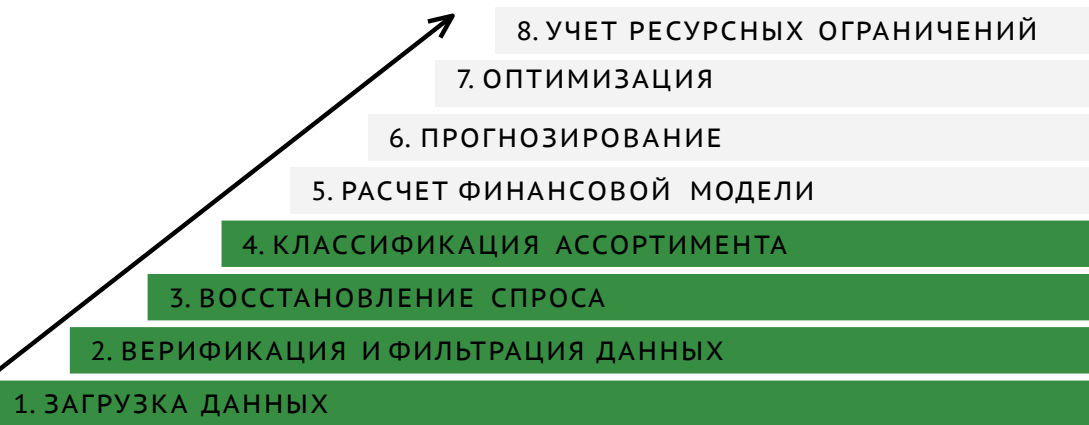 8. УЧЕТ РЕСУРСНЫХ ОГРАНИЧЕНИЙ
7. ОПТИМИЗАЦИЯ
6. ПРОГНОЗИРОВАНИЕ
5. РАСЧЕТ ФИНАНСОВОЙ МОДЕЛИ
4. КЛАССИФИКАЦИЯ АССОРТИМЕНТА
3. ВОССТАНОВЛЕНИЕ СПРОСА
2. ВЕРИФИКАЦИЯ И ФИЛЬТРАЦИЯ ДАННЫХ
1. ЗАГРУЗКА ДАННЫХ